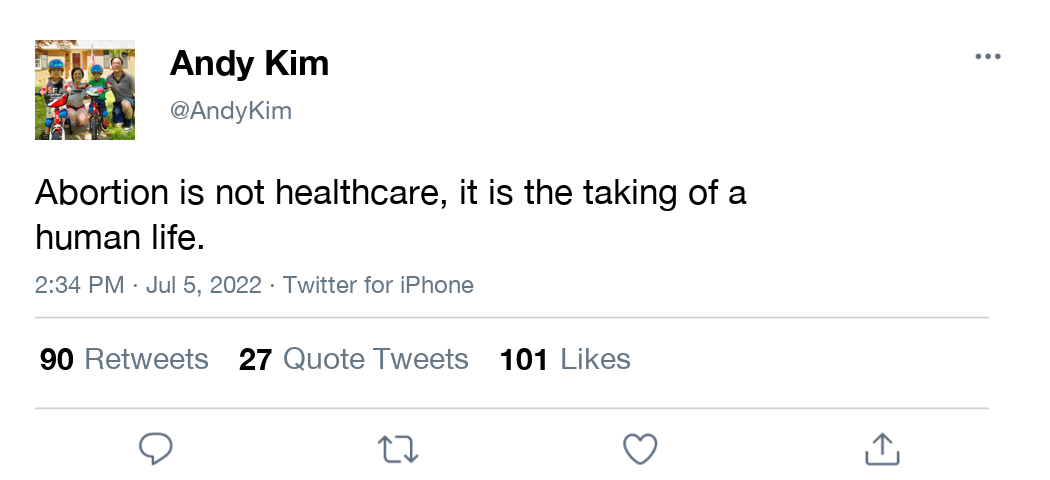 Andy Kim
@AndyKim
Abortion is not healthcare, it is the taking of a
human life.
2:34 PM · Jul 5, 2022 · Twitter for iPhone
90 Retweets 27 Quote Tweets 101 Likes